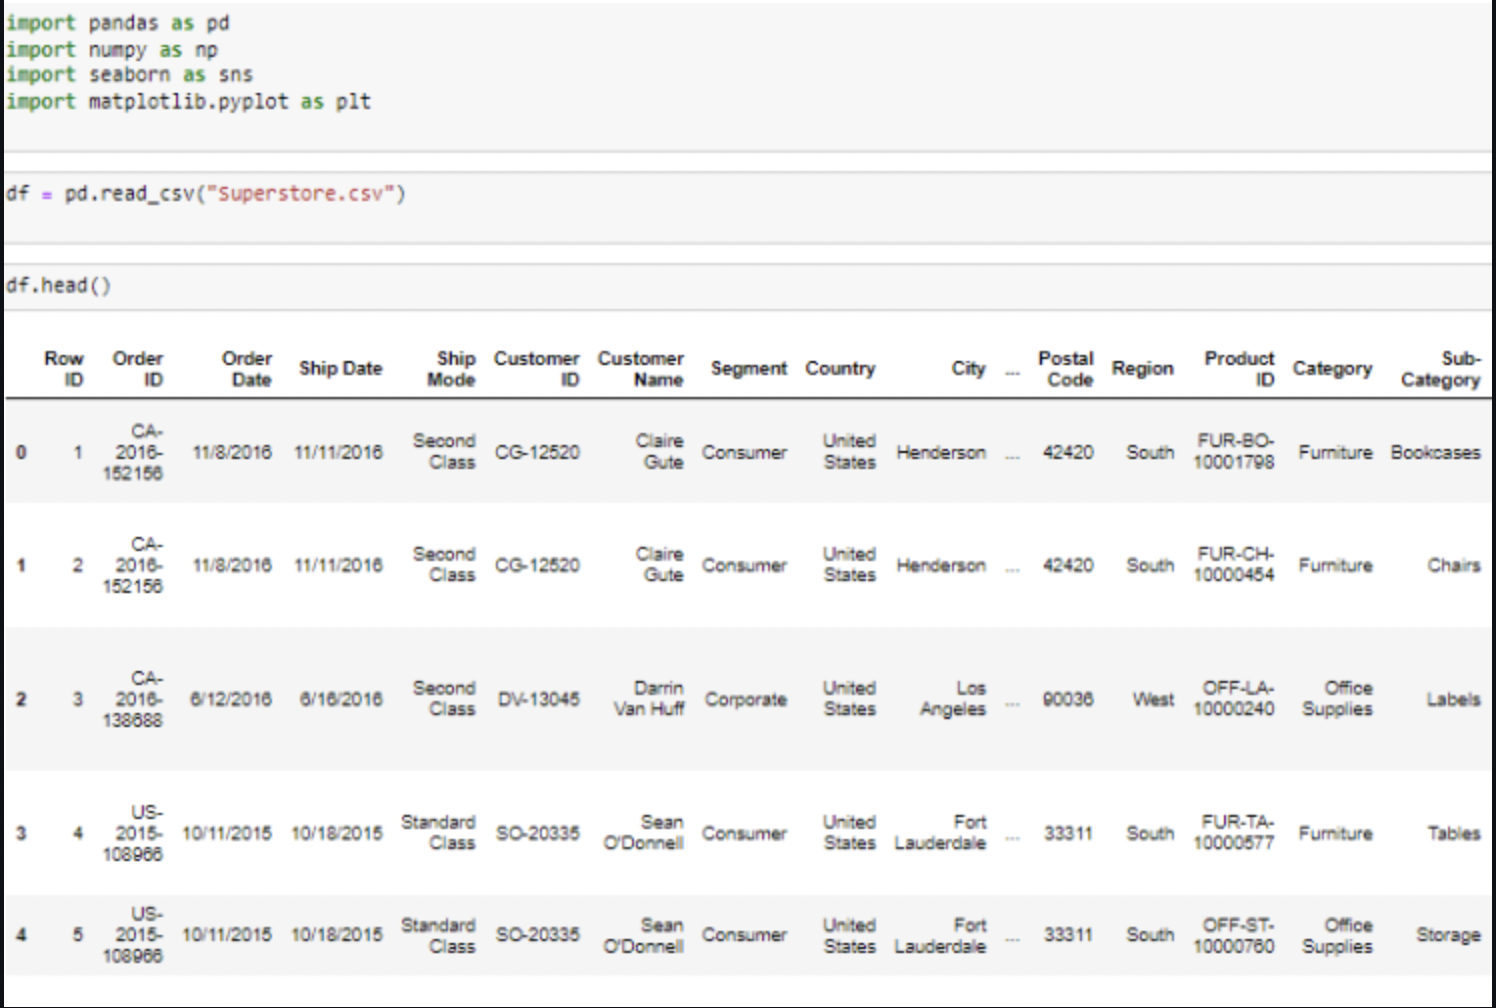 import pandas as pd
import numpy as np
import seaborn as sns
import matplotlib.pyplot as plt
df = pd.read_csv("Superstore.csv")
df.head()
Row ID Order ID Order Date Ship Date Ship Mode Customer ID Customer Name Segment Country City ... Postal Code Region Product ID Category Sub-Category
0 1 CA-2016-152156 11/8/2016 11/11/2016 Second Class CG-12520 Claire Gute Consumer United States Henderson ... 42420 South FUR-BO-10001798 Furniture Bookcases
1 2 CA-2016-152156 11/8/2016 11/11/2016 Second Class CG-12520 Claire Gute Consumer United States Henderson ... 42420 South FUR-CH-10000454 Furniture Chairs
2 3 CA-2016-138688 6/12/2016 6/16/2016 Second Class DV-13045 Darrin Van Huff Corporate United States Los Angeles ... 90036 West OFF-LA-10000240 Office Supplies Labels
3 4 US-2015-108966 10/11/2015 10/18/2015 Standard Class SO-20335 Sean O'Donnell Consumer United States Fort Lauderdale ... 33311 South FUR-TA-10000577 Furniture Tables
4 5 US-2015-108966 10/11/2015 10/18/2015 Standard Class SO-20335 Sean O'Donnell Consumer United States Fort Lauderdale ... 33311 South OFF-ST-10000760 Office Supplies Storage